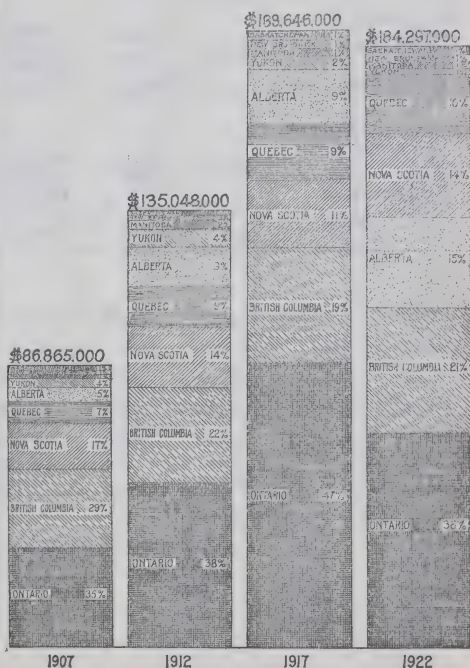 $86.865.000
YUKON 4%
ALBERTA 5%
QUEBEC 7%
NOVA SCOTIA 17%
BRITISH COLUMBIA 29%
ONTARIO 35%
1907
$135.048.000
MANITOBA
YUKON 4%
ALBERTA 9%
QUEBEC 9%
NOVA SCOTIA 14%
BRITISH COLUMBIA 22%
ONTARIO 38%
1912
$189.646.000
YUKON 2%
ALBERTA 9%
QUEBEC 9%
NOVA SCOTIA 11%
BRITISH COLUMBIA 19%
ONTARIO 47%
1917
$184.297.000
QUEBEC 10%
NOVA SCOTIA 14%
ALBERTA 15%
BRITISH COLUMBIA 21%
ONTARIO 36%
1922